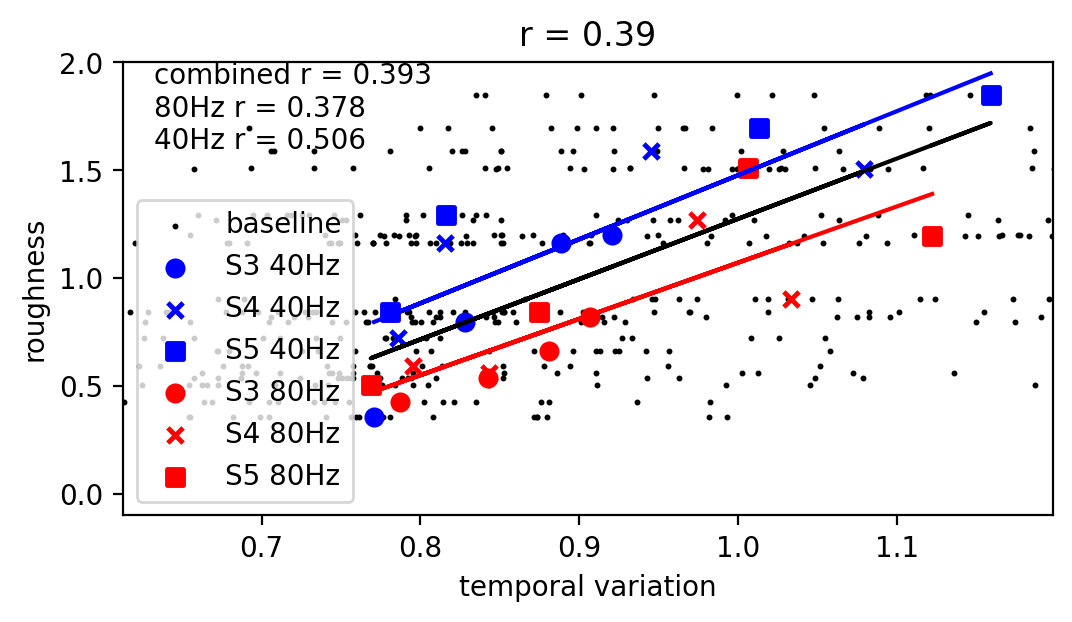 r = 0.39
combined r = 0.393
80Hz r = 0.378
40Hz r = 0.506
baseline
S3 40Hz
S4 40Hz
S5 40Hz
S3 80Hz
S4 80Hz
S5 80Hz
roughness
2.0
1.5
1.0
0.5
0.0
0.7 0.8 0.9 1.0 1.1
temporal variation